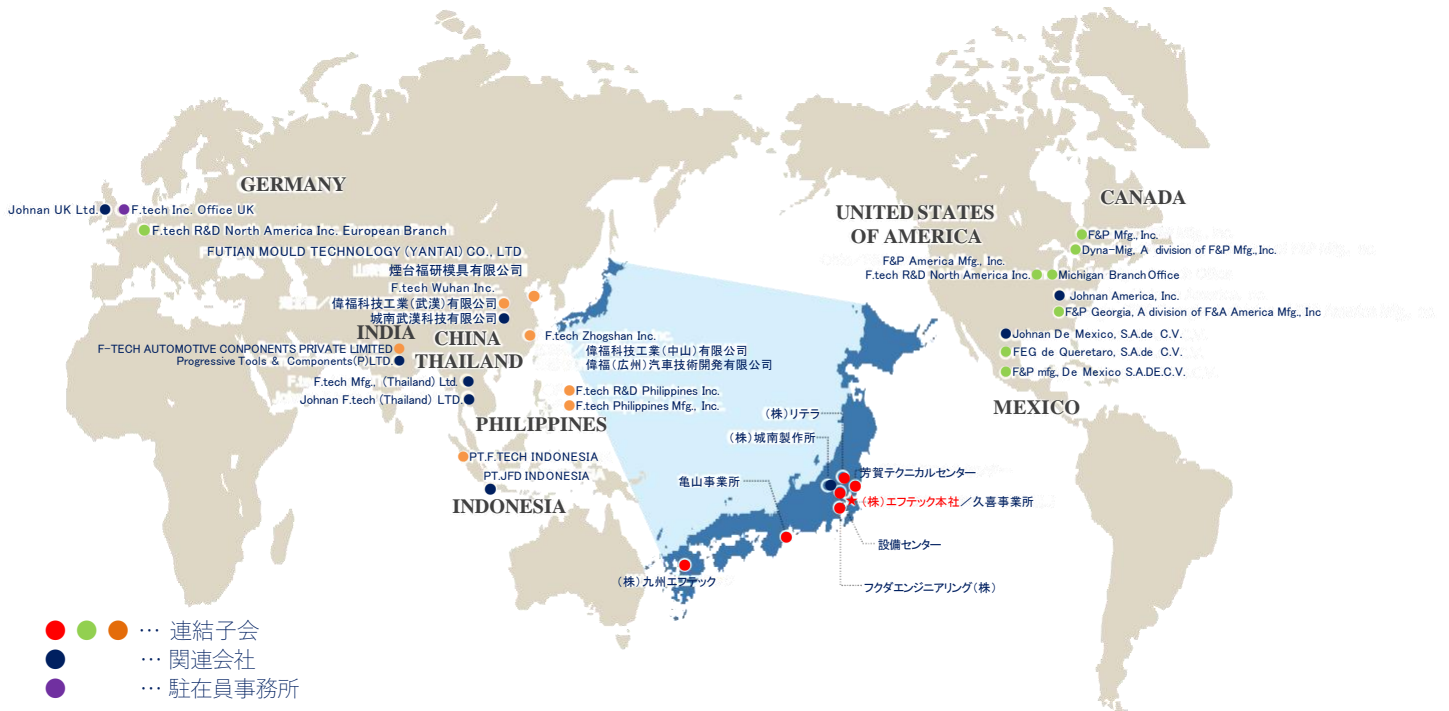 GERMANY
Johnan UK Ltd.
F.tech Inc. Office UK
F.tech R&D North America Inc. European Branch
FUTIAN MOULD TECHNOLOGY (YANTAI) CO., LTD
煙台福研模具有限公司
F.tech Wuhan Inc.
偉福科技工業(武漢)有限公司
城南武漢科技有限公司
INDIA
CHINA
F-TECH AUTOMOTIVE CONPONENTS PRIVATE LIMITED
Progressive Tools & Components(P)LTD.
F.tech Zhogshan Inc.
偉福科技工業(中山)有限公司
偉福(広州)汽車技術開発有限公司
THAILAND
F.tech Mfg., (Thailand) Ltd.
Johnan F.tech (Thailand) LTD.
F.tech R&D Philippines Inc.
F.tech Philippines Mfg., Inc.
PHILIPPINES
PT.F.TECH INDONESIA
PT.JFD INDONESIA
INDONESIA
CANADA
UNITED STATES
OF AMERICA
F&P Mfg., Inc.
Dyna-Mig, A division of F&P Mfg., Inc.
F&P America Mfg., Inc.
F.tech R&D North America Inc.
Michigan Branch Office
Johnan America, Inc.
F&P Georgia, A division of F&A America Mfg., Inc
Johnan De Mexico, S.A.de C.V.
FEG de Queretaro, S.A.de C.V.
F&P mfg, De Mexico S.A.DE.C.V.
MEXICO
(株)リテラ
(株)城南製作所
芳賀テクニカルセンター
亀山事業所
(株)エフテック本社/久喜事業所
設備センター
(株)九州エフテック
フクダエンジニアリング(株)
… 連結子会
… 関連会社
… 駐在員事務所